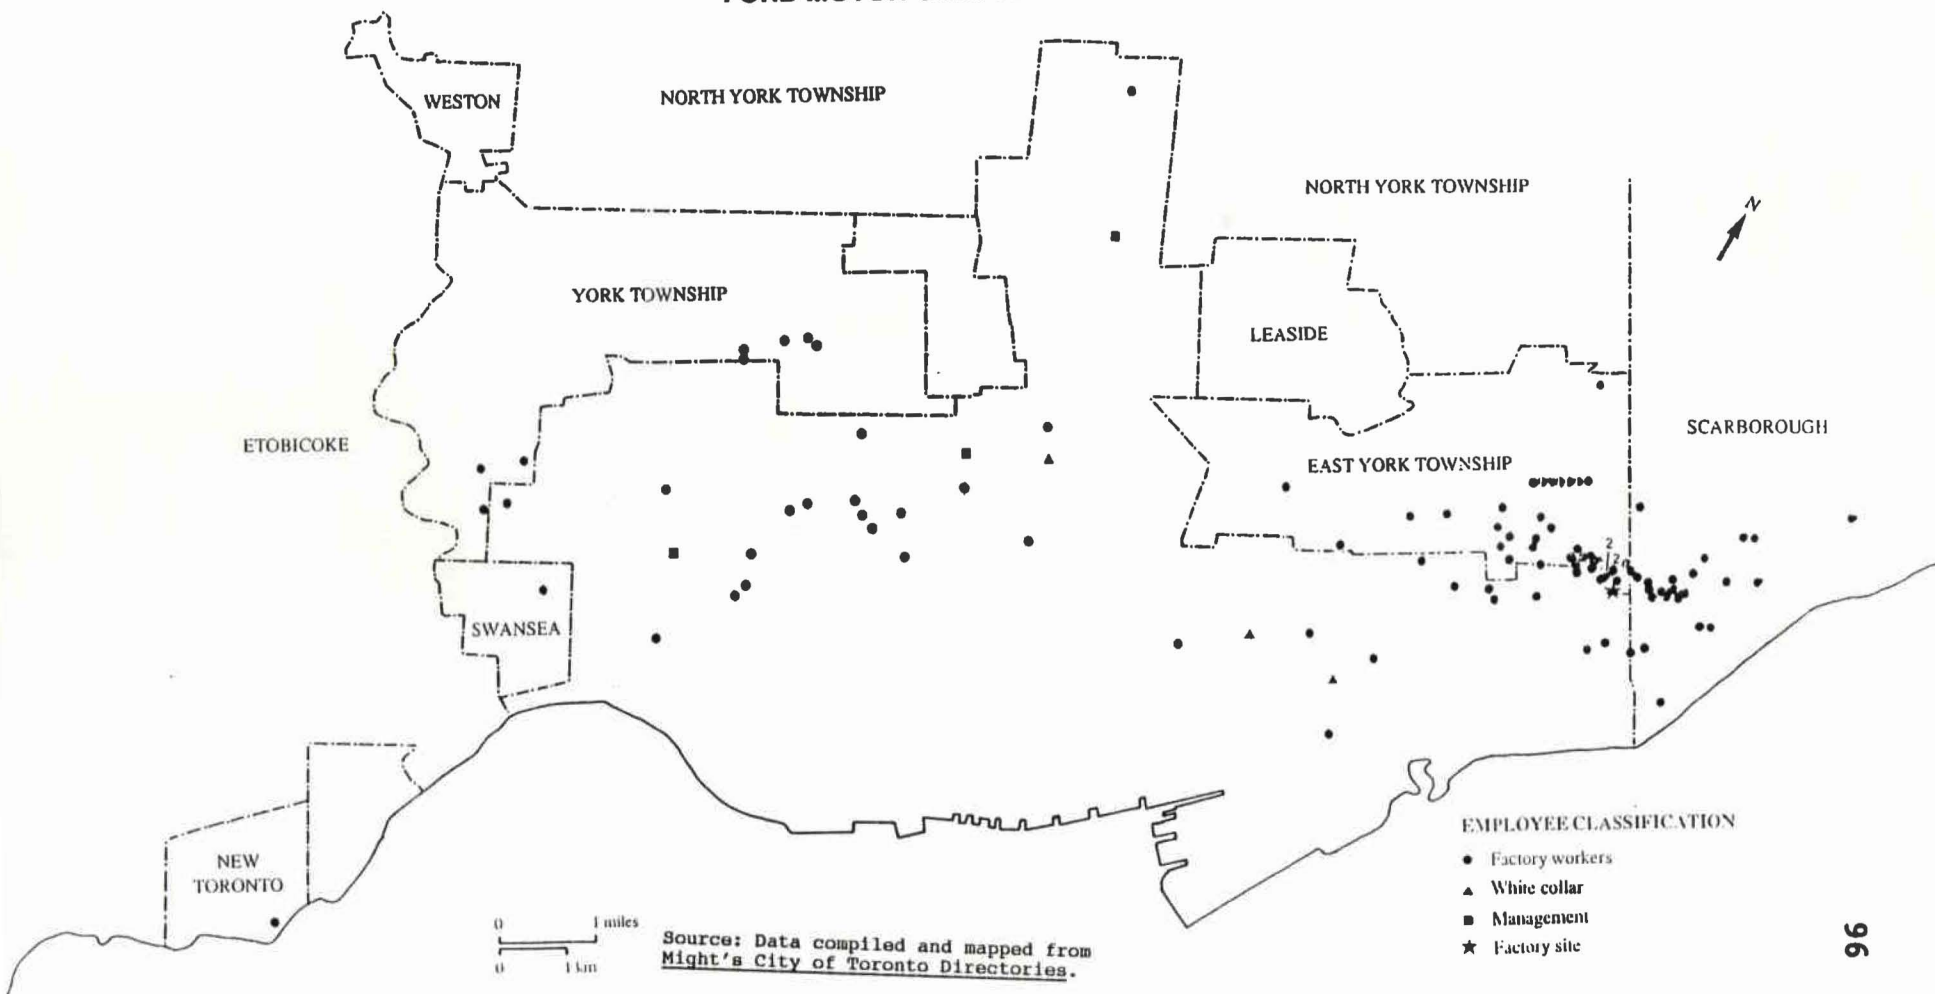 WESTON
NORTH YORK TOWNSHIP
NORTH YORK TOWNSHIP
N
YORK TOWNSHIP
LEASIDE
ETOBICOKE
SCARBOROUGH
EAST YORK TOWNSHIP
2
2
SWANSEA
NEW
TORONTO
EMPLOYEE CLASSIFICATION
Factory workers
White collar
Management
Factory site
0 1 miles
0 1 km
Source: Data compiled and mapped from
Might's City of Toronto Directories.
96